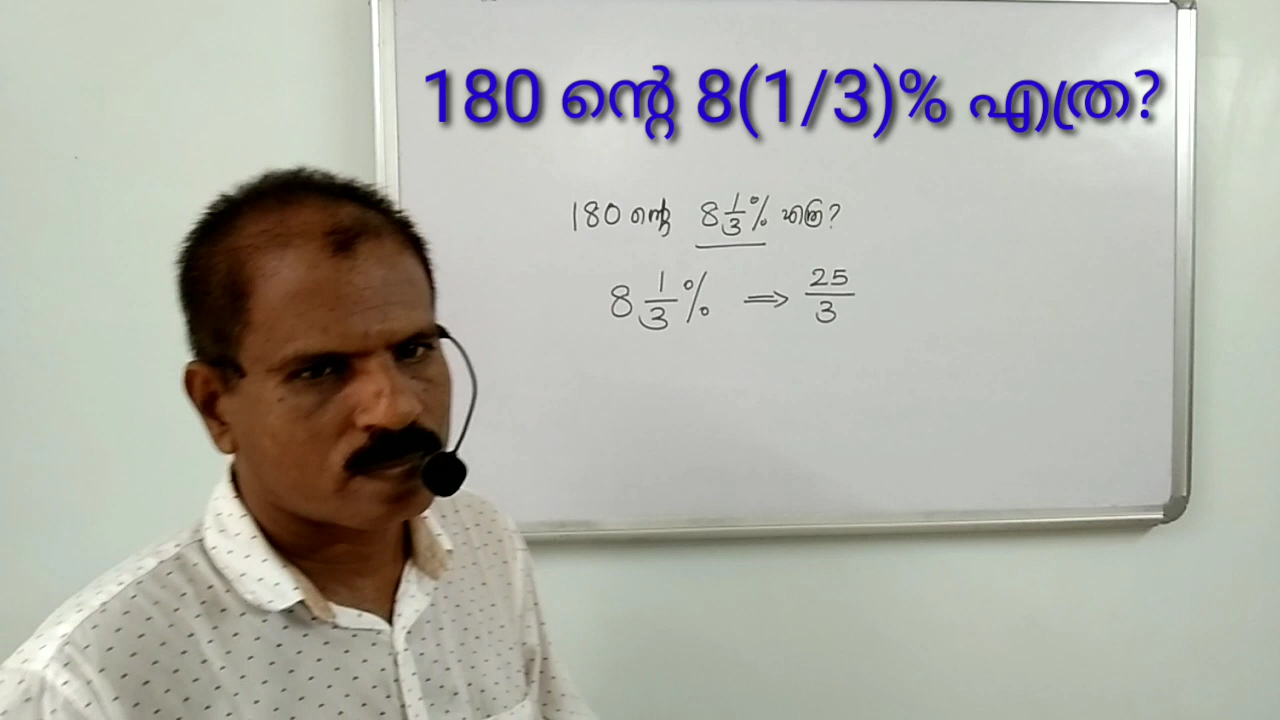 180 ന്റെ 8(1/3)% എത്ര?
180 ന്റെ 8 1/3 % എത്ര?
8 1/3 % ⟹ 25/3